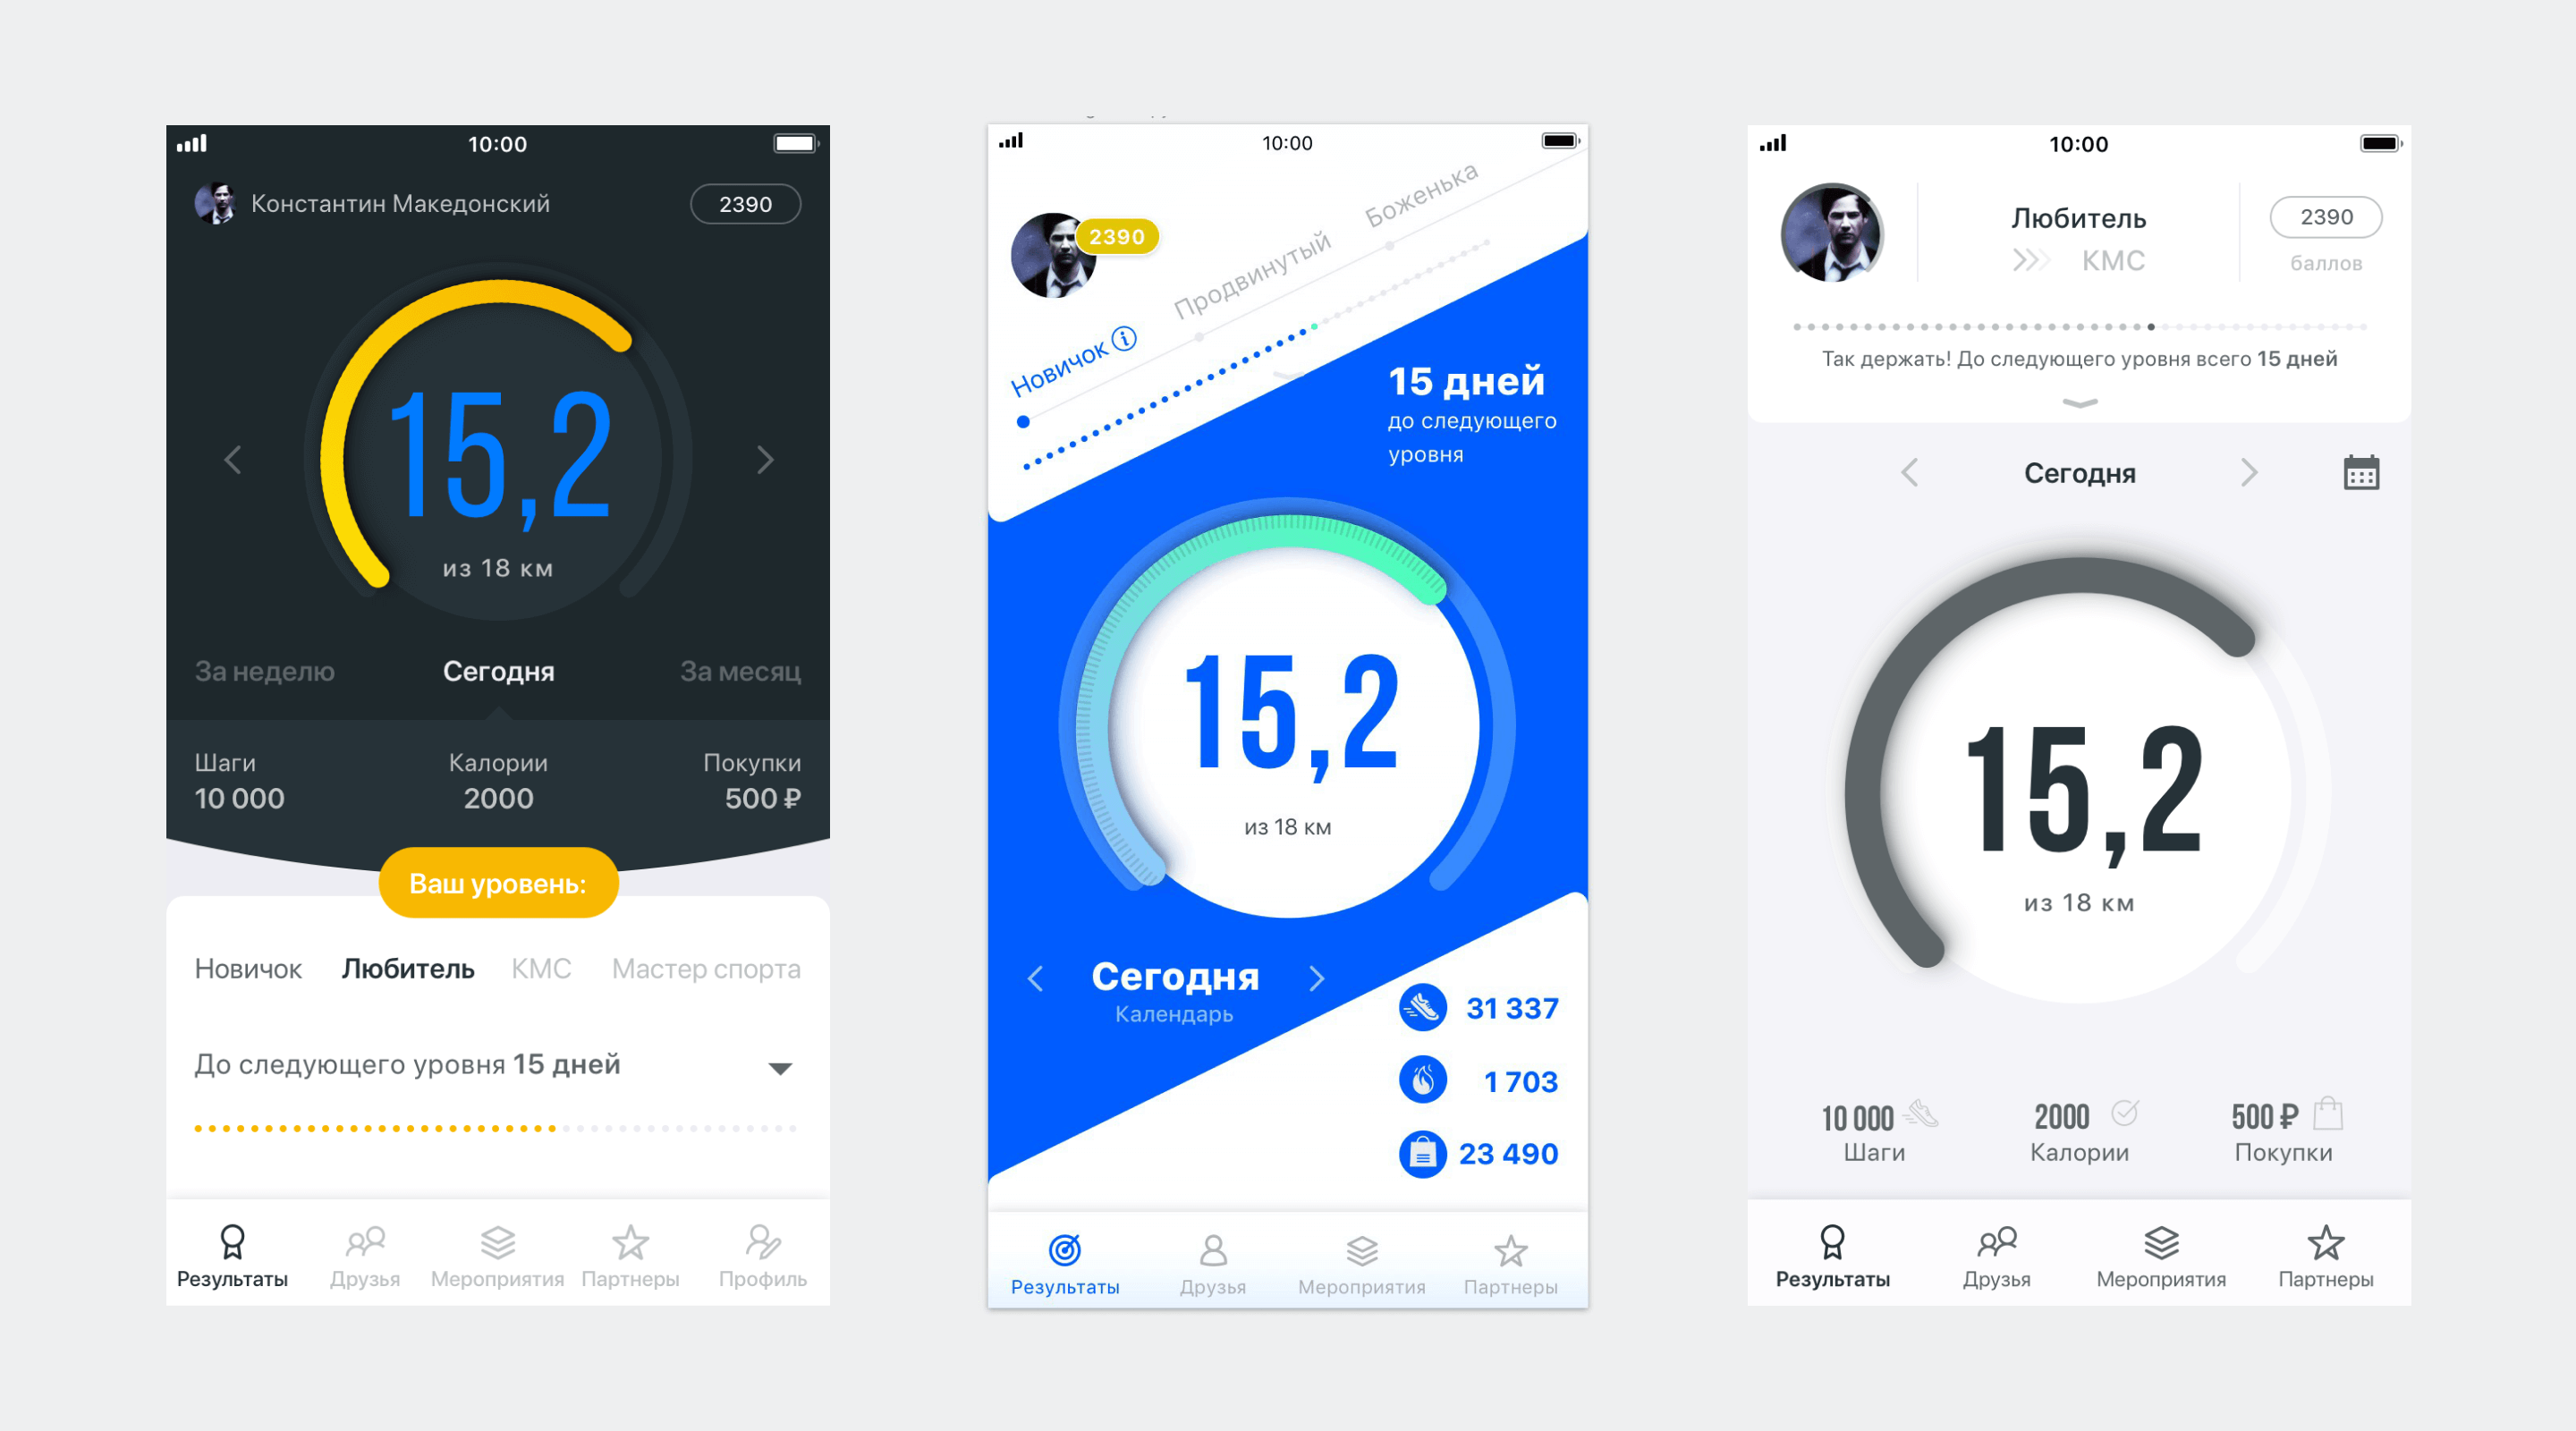 10:00
Константин Македонский
2390
15,2
из 18 км
За неделю Сегодня За месяц
Шаги Калории Покупки
10 000 2000 500 ₽
Ваш уровень:
Новичок Любитель КМС Мастер спорта
До следующего уровня 15 дней
Результаты Друзья Мероприятия Партнеры Профиль
10:00
2390
Новичок
Продвинутый
Боженька
15 дней
до следующего
уровня
15,2
из 18 км
Сегодня
Календарь
31 337
1 703
23 490
Результаты Друзья Мероприятия Партнеры
10:00
Любитель
КМС
2390
баллов
Так держать! До следующего уровня всего 15 дней
Сегодня
15,2
из 18 км
10 000 2000 500 ₽
Шаги Калории Покупки
Результаты Друзья Мероприятия Партнеры